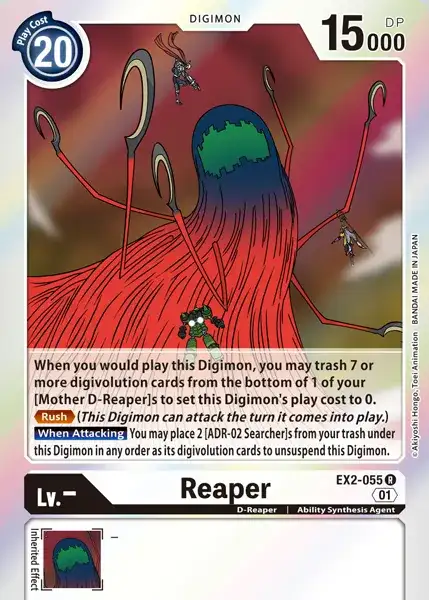 DIGIMON
Play Cost
20
DP
15000
When you would play this Digimon, you may trash 7 or
more digivolution cards from the bottom of 1 of your
[Mother D-Reaper]s to set this Digimon's play cost to 0.
Rush (This Digimon can attack the turn it comes into play.)
When Attacking You may place 2 [ADR-02 Searcher]s from your trash under
this Digimon in any order as its digivolution cards to unsuspend this Digimon.
©Akiyoshi Hongo, Toei Animation BANDAI MADE IN JAPAN
Lv.-
Reaper
EX2-055 R
01
D-Reaper | Ability Synthesis Agent
Inherited Effect
-